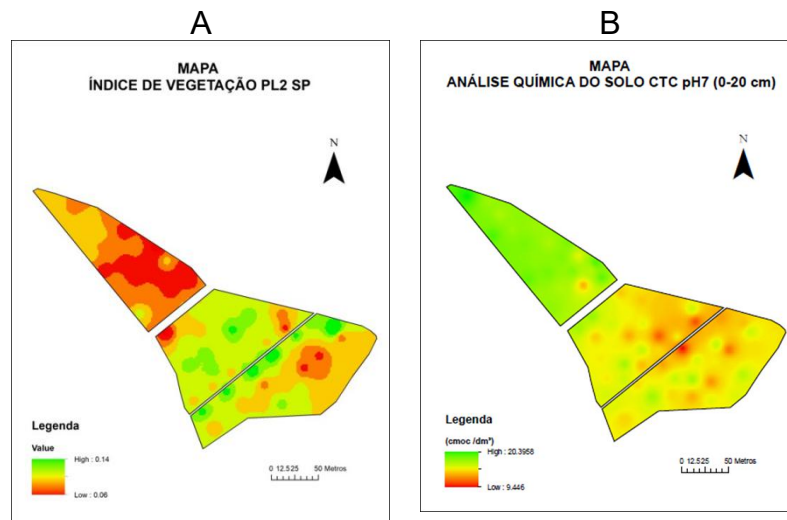 A
MAPA
ÍNDICE DE VEGETAÇÃO PL2 SP
N
Legenda
Value
High : 0.14
Low : 0.06
0 12.525 50 Metros
B
MAPA
ANÁLISE QUÍMICA DO SOLO CTC pH7 (0-20 cm)
N
Legenda
(cmoc /dm³)
High : 20.3958
Low : 9.446
0 12.525 50 Metros